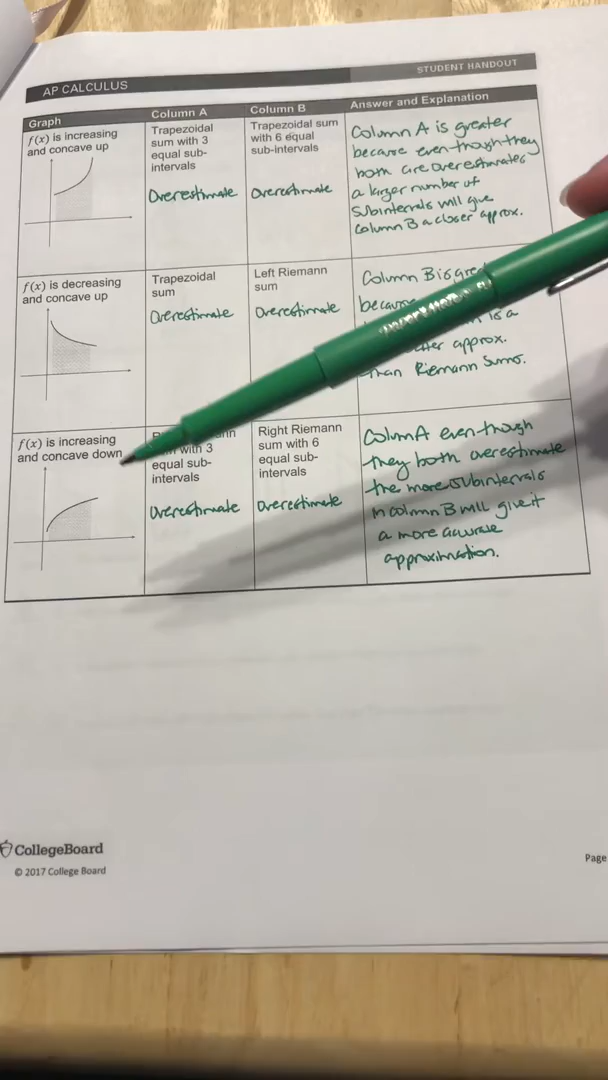 AP CALCULUS
STUDENT HANDOUT
Graph
Column A
Column B
Answer and Explanation
f(x) is increasing
and concave up
Trapezoidal
sum with 3
equal sub-
intervals
Overestimate
Trapezoidal sum
with 6 equal
sub-intervals
Overestimate
Column A is greater
because even though they
both are overestimates
a larger number of
subintervals will give
column B a closer approx.
f(x) is decreasing
and concave up
Trapezoidal
sum
Overestimate
Left Riemann
sum
Overestimate
Column B is
because
is a
approx.
than Riemann Sums.
f(x) is increasing
and concave down
with 3
equal sub-
intervals
Overestimate
Right Riemann
sum with 6
equal sub-
intervals
Overestimate
Column A even though
they both overestimate
the more subintervals
in column B will give it
a more accurate
approximation.
CollegeBoard
© 2017 College Board
Page